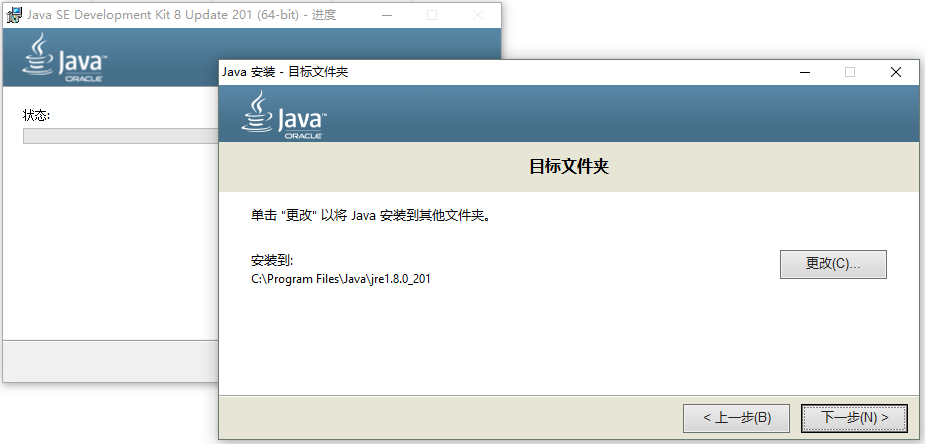 Java SE Development Kit 8 Update 201 (64-bit) - 进度
Java
ORACLE
状态:
Java 安装 - 目标文件夹
Java
ORACLE
目标文件夹
单击 "更改" 以将 Java 安装到其他文件夹。
安装到:
C:\Program Files\Java\jre1.8.0_201
更改(C)...
< 上一步(B)
下一步(N) >